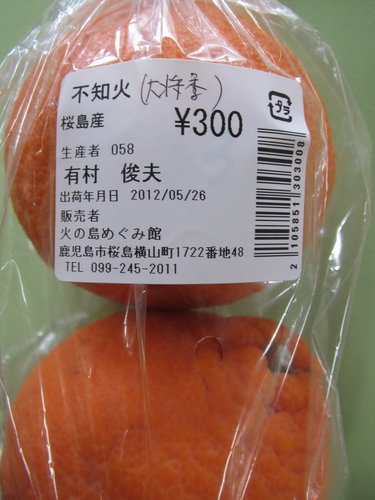 不知火 (大将季)
桜島産 ¥300
生産者 058
有村 俊夫
出荷年月日 2012/05/26
販売者
火の島めぐみ館
鹿児島市桜島横山町1722番地48
TEL 099-245-2011
プラ
2105851303008